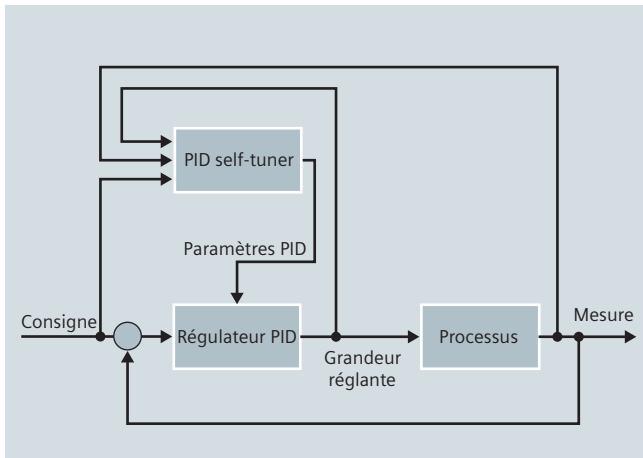 PID self-tuner
Paramètres PID
Consigne
Régulateur PID
Grandeur
réglante
Processus
Mesure